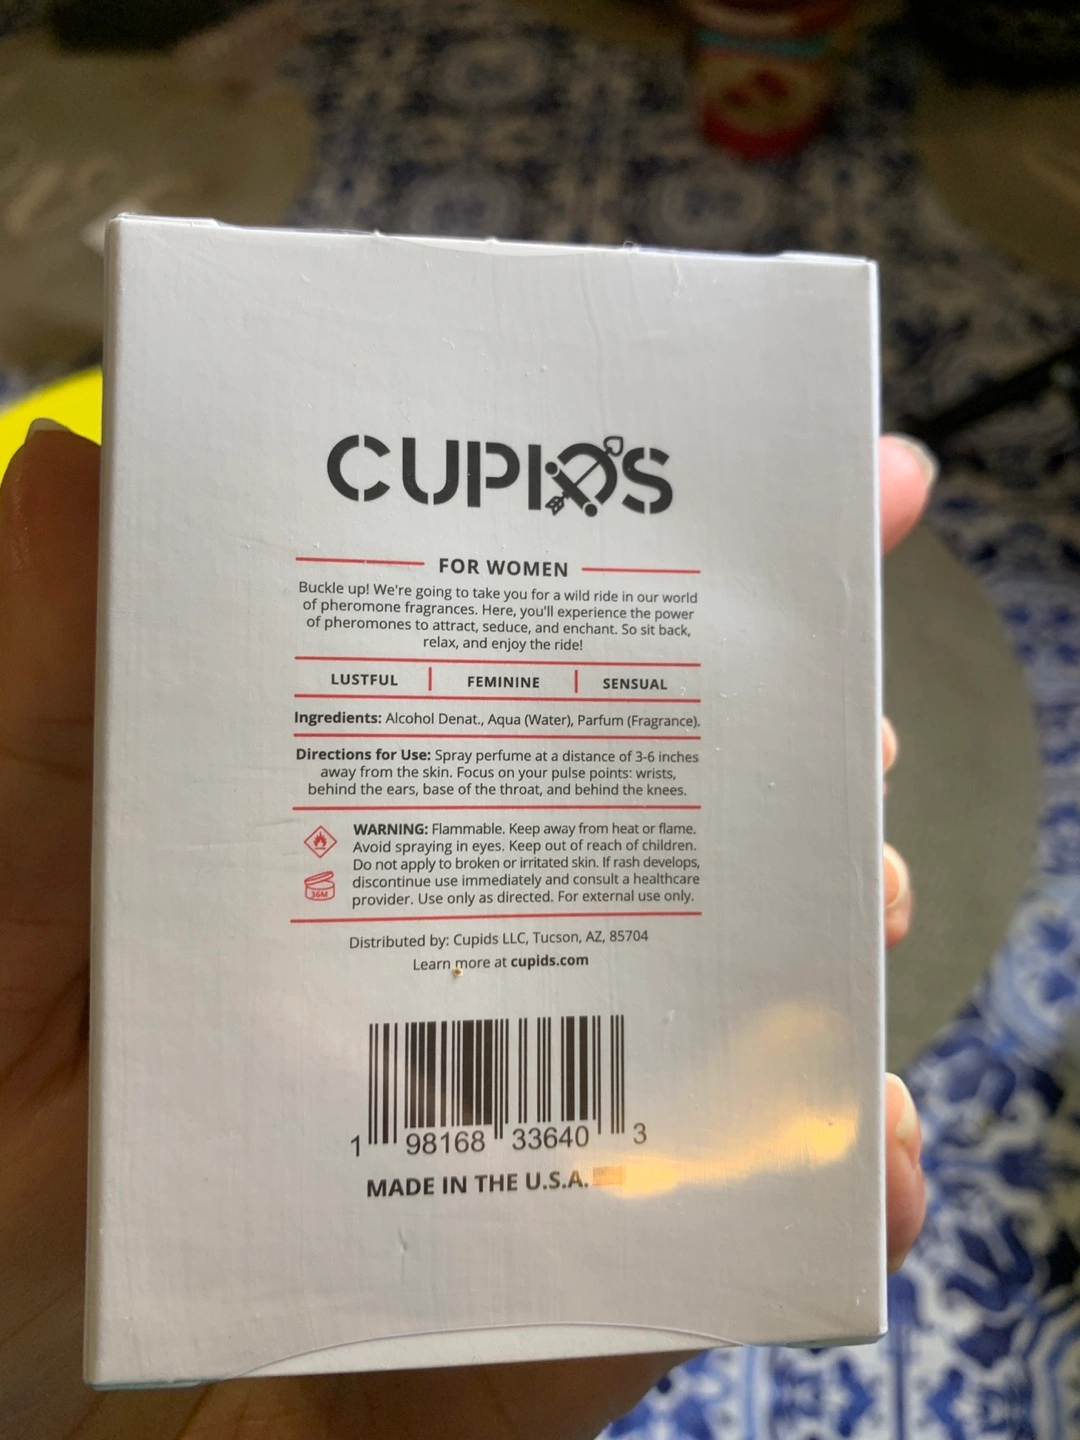 CUPID'S
FOR WOMEN
Buckle up! We're going to take you for a wild ride in our world
of pheromone fragrances. Here, you'll experience the power
of pheromones to attract, seduce, and enchant. So sit back,
relax, and enjoy the ride!
LUSTFUL | FEMININE | SENSUAL
Ingredients: Alcohol Denat., Aqua (Water), Parfum (Fragrance).
Directions for Use: Spray perfume at a distance of 3-6 inches
away from the skin. Focus on your pulse points: wrists,
behind the ears, base of the throat, and behind the knees.
WARNING: Flammable. Keep away from heat or flame.
Avoid spraying in eyes. Keep out of reach of children.
Do not apply to broken or irritated skin. If rash develops,
discontinue use immediately and consult a healthcare
provider. Use only as directed. For external use only.
36M
Distributed by: Cupids LLC, Tucson, AZ, 85704
Learn more at cupids.com
1 98168 33640 3
MADE IN THE U.S.A.